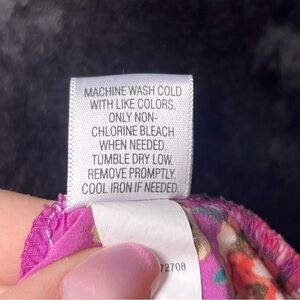 MACHINE WASH COLD
WITH LIKE COLORS.
ONLY NON-
CHLORINE BLEACH
WHEN NEEDED.
TUMBLE DRY LOW.
REMOVE PROMPTLY.
COOL IRON IF NEEDED.
72708